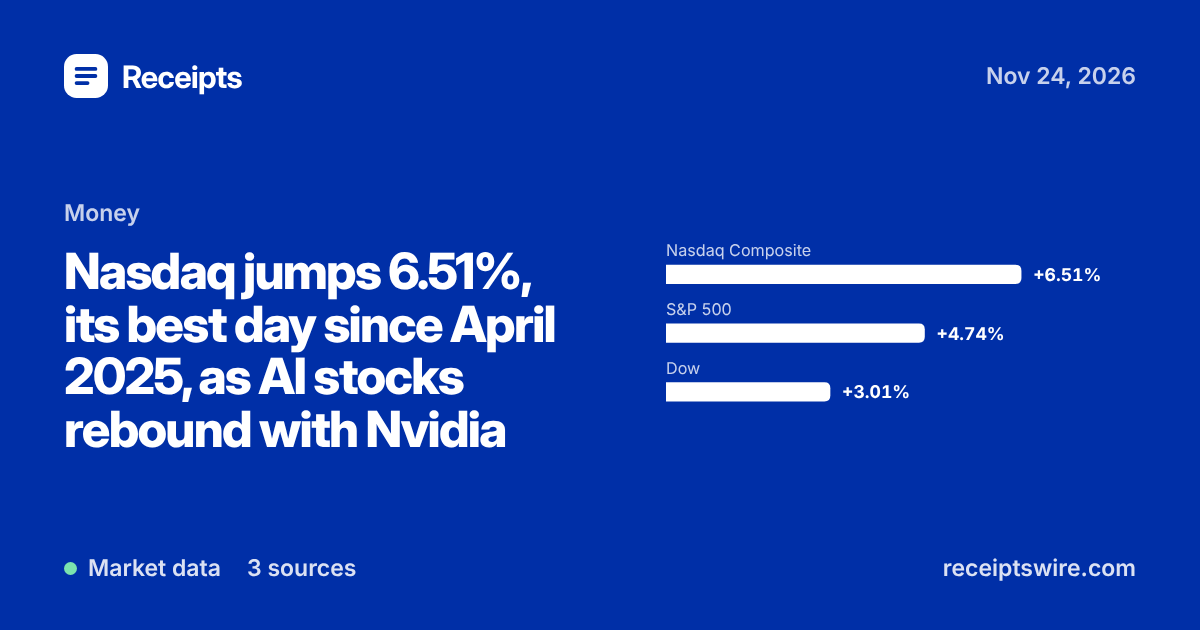 Receipts
Nov 24, 2026
Money
Nasdaq jumps 6.51%,
its best day since April
2025, as AI stocks
rebound with Nvidia
Nasdaq Composite
+6.51%
S&P 500
+4.74%
Dow
+3.01%
Market data
3 sources
receiptswire.com